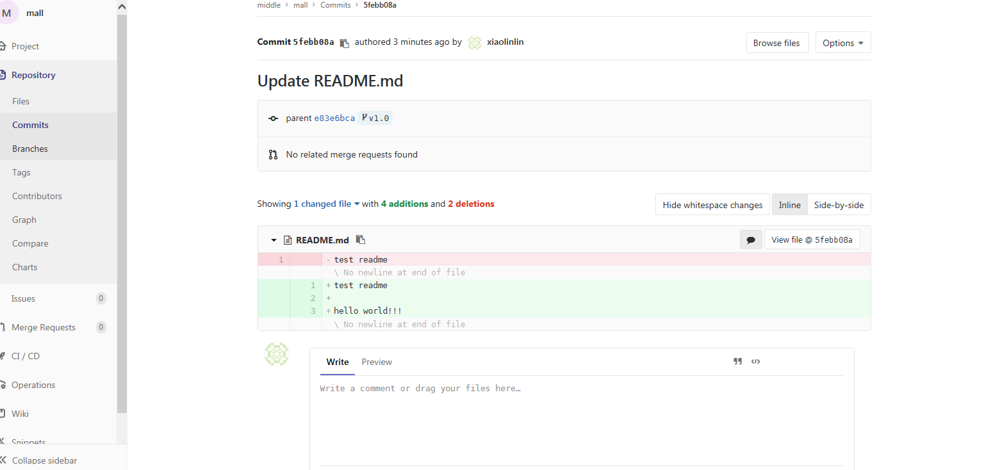 M mall
Project
Repository
Files
Commits
Branches
Tags
Contributors
Graph
Compare
Charts
Issues 0
Merge Requests 0
CI / CD
Operations
Wiki
Snippets
Collapse sidebar
middle > mall > Commits > 5febb08a
Commit 5febb08a authored 3 minutes ago by xiaolinlin
Browse files Options
Update README.md
parent e83e6bca v1.0
No related merge requests found
Showing 1 changed file with 4 additions and 2 deletions
Hide whitespace changes Inline Side-by-side
README.md View file @ 5febb08a
1 - test readme
\ No newline at end of file
1 + test readme
2 +
3 + hello world!!!
\ No newline at end of file
Write Preview
Write a comment or drag your files here…